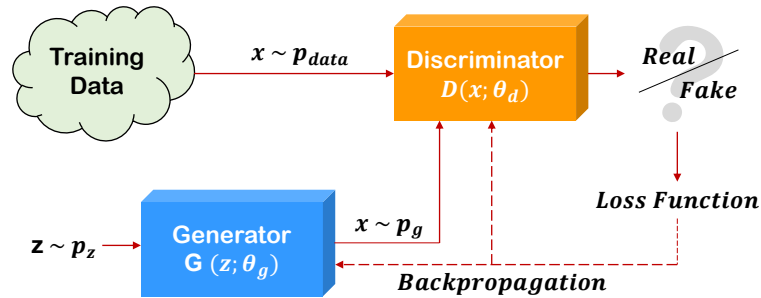 Training
Data
x ~ p_data
Discriminator
D(x; θ_d)
Real
Fake
?
Loss Function
z ~ p_z
Generator
G (z; θ_g)
x ~ p_g
Backpropagation